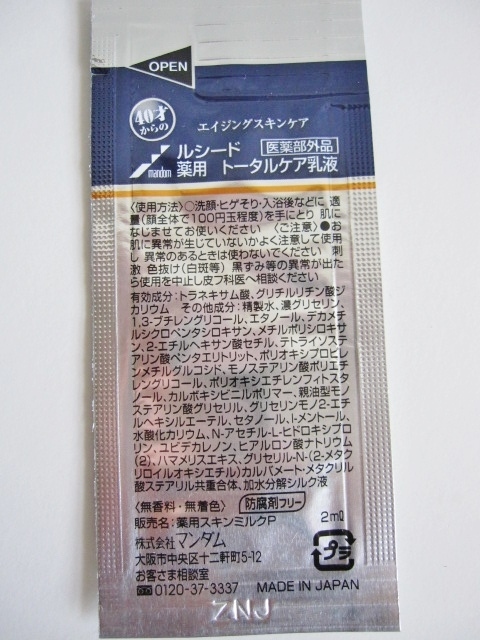 OPEN
40才からの
エイジングスキンケア
mandom
ルシード 医薬部外品
薬用 トータルケア乳液
〈使用方法〉○洗顔・ヒゲそり・入浴後などに 適
量(顔全体で100円玉程度)を手にとり 肌に
なじませてお使いください 〈ご注意〉●お
肌に異常が生じていないかよく注意して使用
し 異常のあるときは使わないでください 刺
激 色抜け(白斑等) 黒ずみ等の異常が出た
ら使用を中止し皮フ科医へ相談ください
有効成分:トラネキサム酸、グリチルリチン酸ジ
カリウム その他成分:精製水、濃グリセリン、
1,3-ブチレングリコール、エタノール、デカメチ
ルシクロペンタシロキサン、メチルポリシロキサ
ン、2-エチルヘキサン酸セチル、テトライソステ
アリン酸ペンタエリトリット、ポリオキシプロピレ
ンメチルグルコシド、モノステアリン酸ポリエチ
レングリコール、ポリオキシエチレンフィトスタ
ノール、カルボキシビニルポリマー、親油型モノ
ステアリン酸グリセリル、グリセリンモノ2-エチ
ルヘキシルエーテル、セタノール、l-メントール、
水酸化カリウム、N-アセチル-L-ヒドロキシプロ
リン、ユビデカレノン、ヒアルロン酸ナトリウム
(2)、ハマメリスエキス、グリセリル-N-(2-メタク
リロイルオキシエチル)カルバメート・メタクリル
酸ステアリル共重合体、加水分解シルク液
〈無香料・無着色〉 防腐剤フリー
販売名:薬用スキンミルクP 2mℓ
株式会社マンダム
大阪市中央区十二軒町5-12
プラ
お客さま相談室
0120-37-3337 MADE IN JAPAN
7NJ